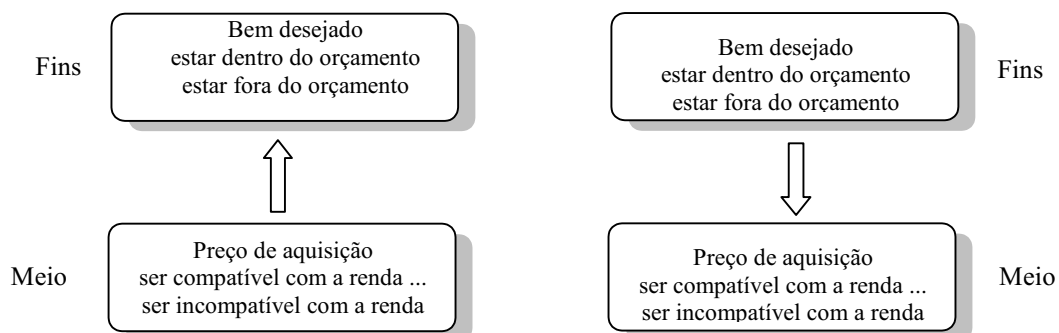 Fins
Bem desejado
estar dentro do orçamento
estar fora do orçamento
Meio
Preço de aquisição
ser compatível com a renda ...
ser incompatível com a renda
Bem desejado
estar dentro do orçamento
estar fora do orçamento
Fins
Preço de aquisição
ser compatível com a renda ...
ser incompatível com a renda
Meio